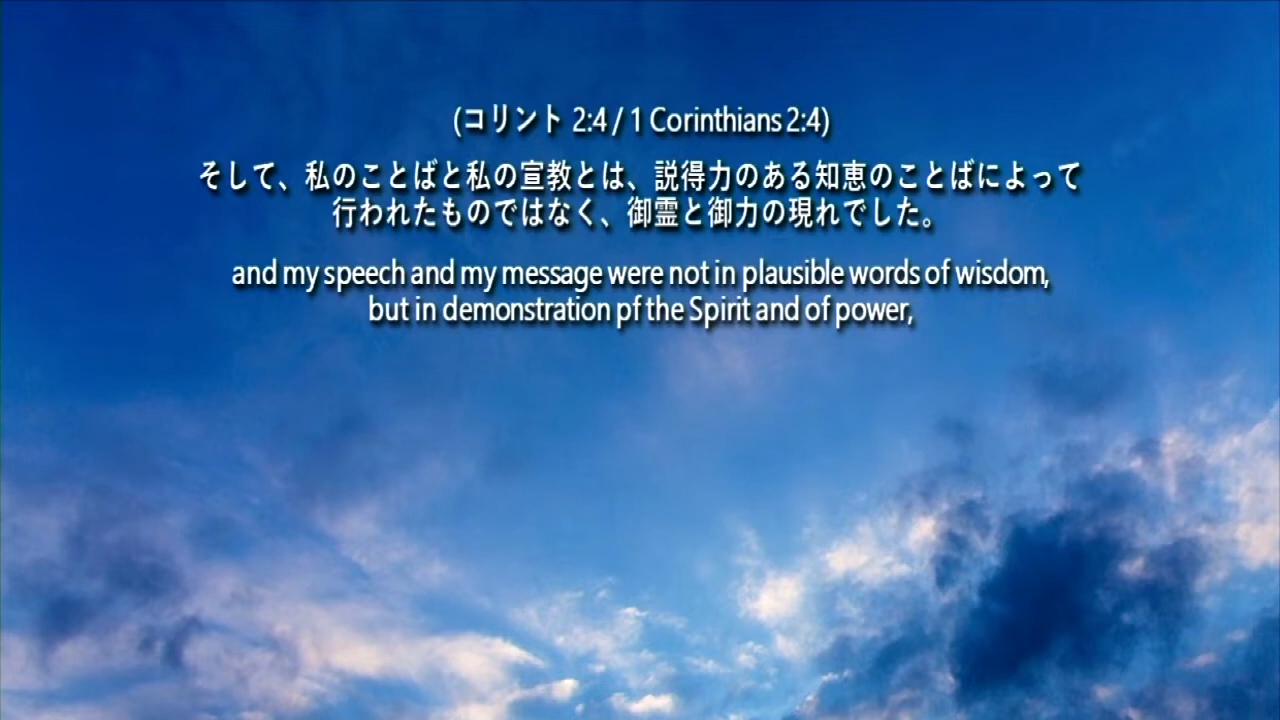 (コリント 2:4 / 1 Corinthians 2:4)
そして、私のことばと私の宣教とは、説得力のある知恵のことばによって
行われたものではなく、御霊と御力の現れでした。
and my speech and my message were not in plausible words of wisdom,
but in demonstration pf the Spirit and of power,